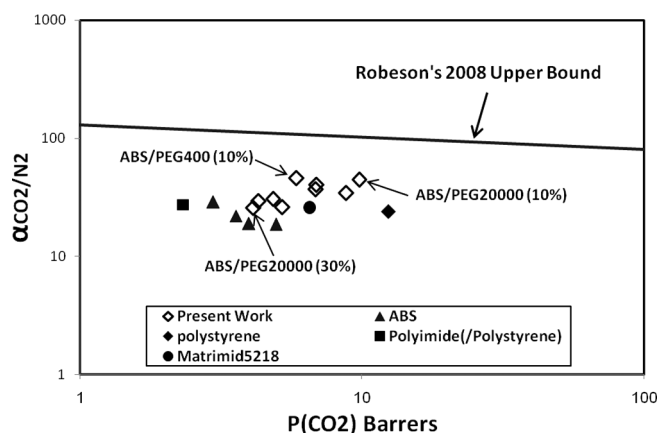 1000
Robeson's 2008 Upper Bound
100
ABS/PEG400 (10%)
ABS/PEG20000 (10%)
αCO2/N2
10
ABS/PEG20000 (30%)
Present Work
ABS
polystyrene
Polyimide(/Polystyrene)
Matrimid5218
1
1
10
100
P(CO2) Barrers